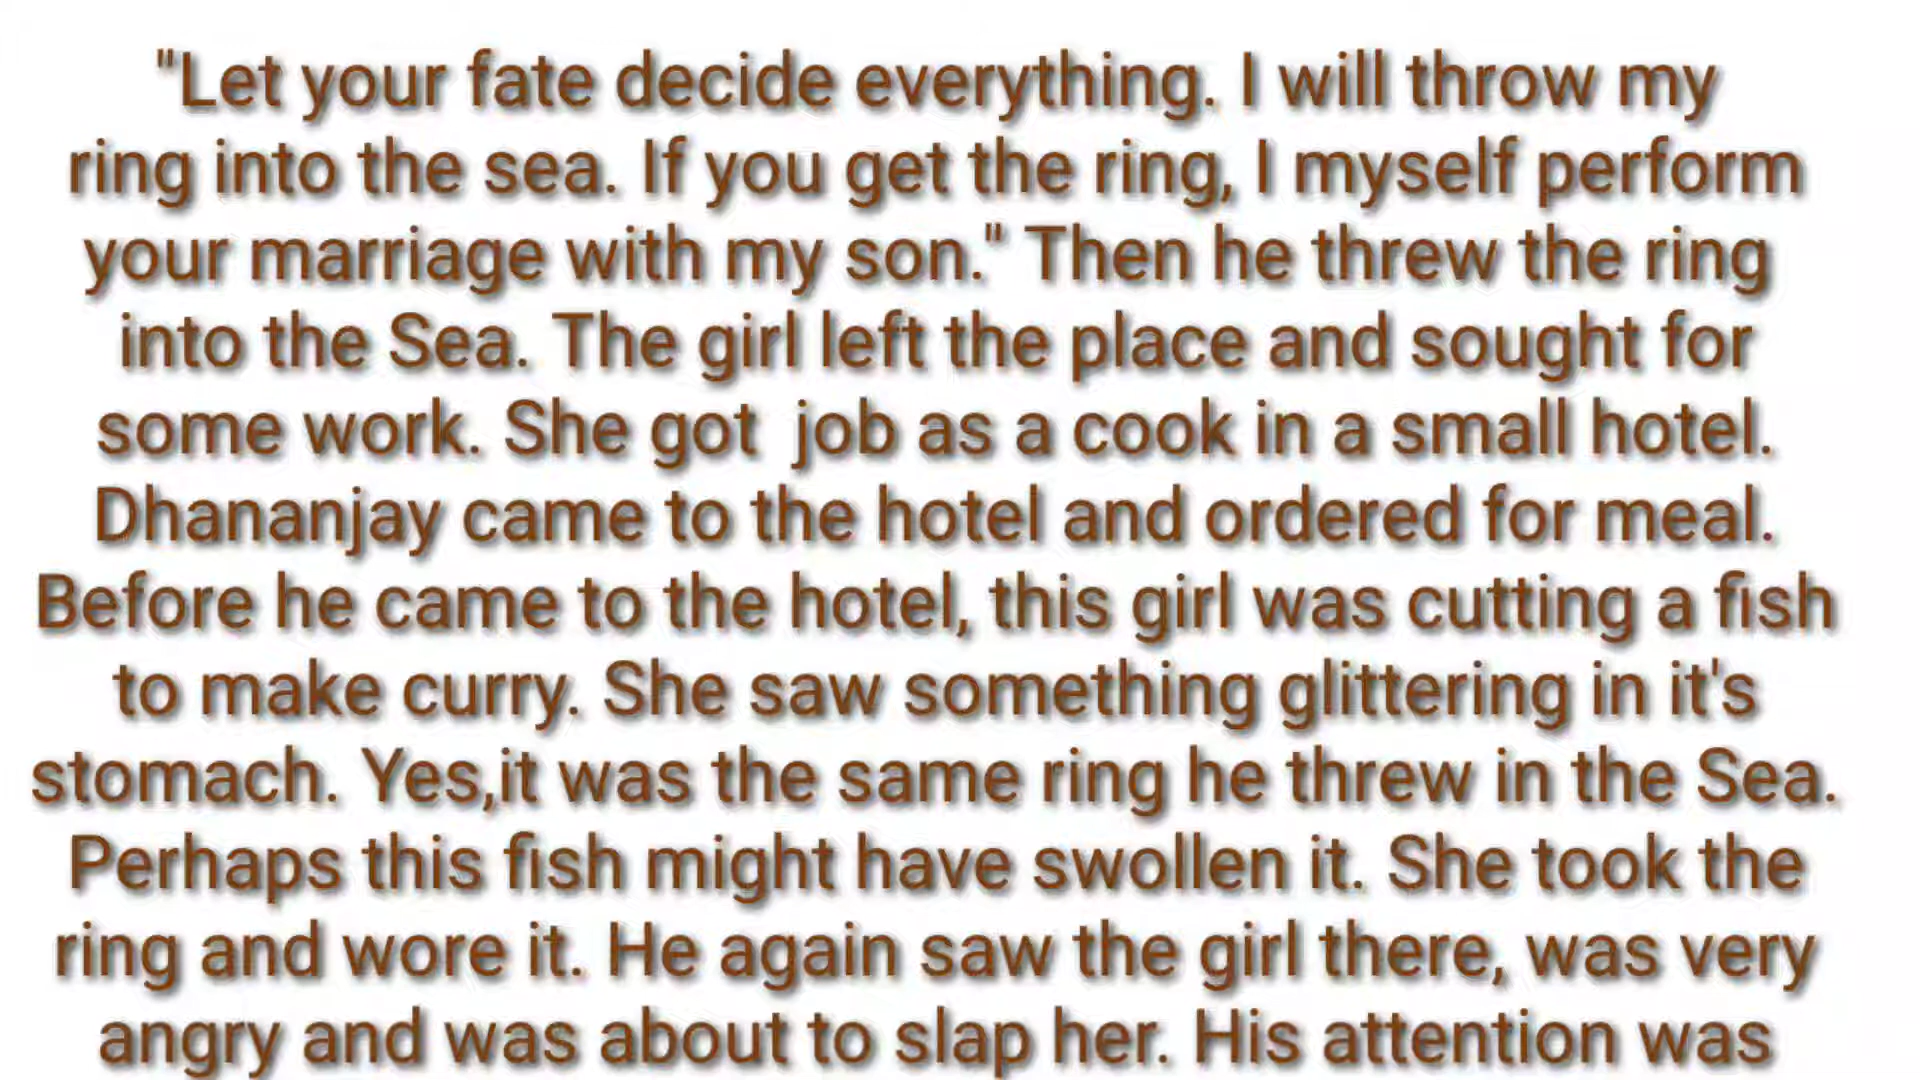 "Let your fate decide everything. I will throw my
ring into the sea. If you get the ring, I myself perform
your marriage with my son." Then he threw the ring
into the Sea. The girl left the place and sought for
some work. She got  job as a cook in a small hotel.
Dhananjay came to the hotel and ordered for meal.
Before he came to the hotel, this girl was cutting a fish
to make curry. She saw something glittering in it's
stomach. Yes,it was the same ring he threw in the Sea.
Perhaps this fish might have swollen it. She took the
ring and wore it. He again saw the girl there, was very
angry and was about to slap her. His attention was